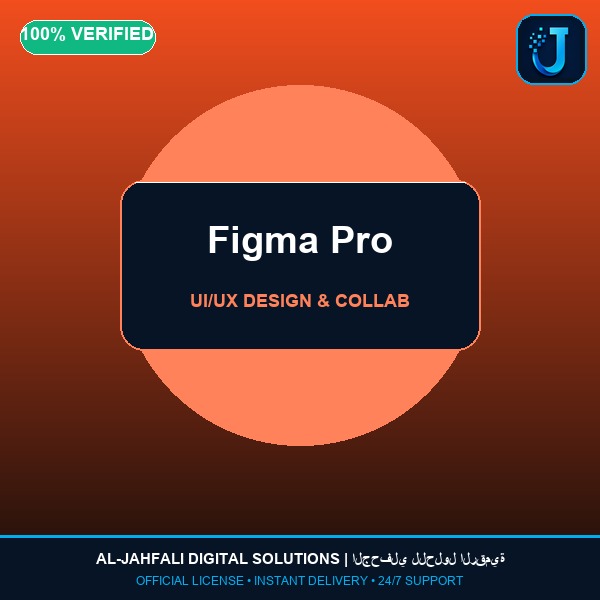 100% VERIFIED
J
Figma Pro
UI/UX DESIGN & COLLAB
AL-JAHFALI DIGITAL SOLUTIONS | الجحفلي للحلول الرقمية
OFFICIAL LICENSE • INSTANT DELIVERY • 24/7 SUPPORT